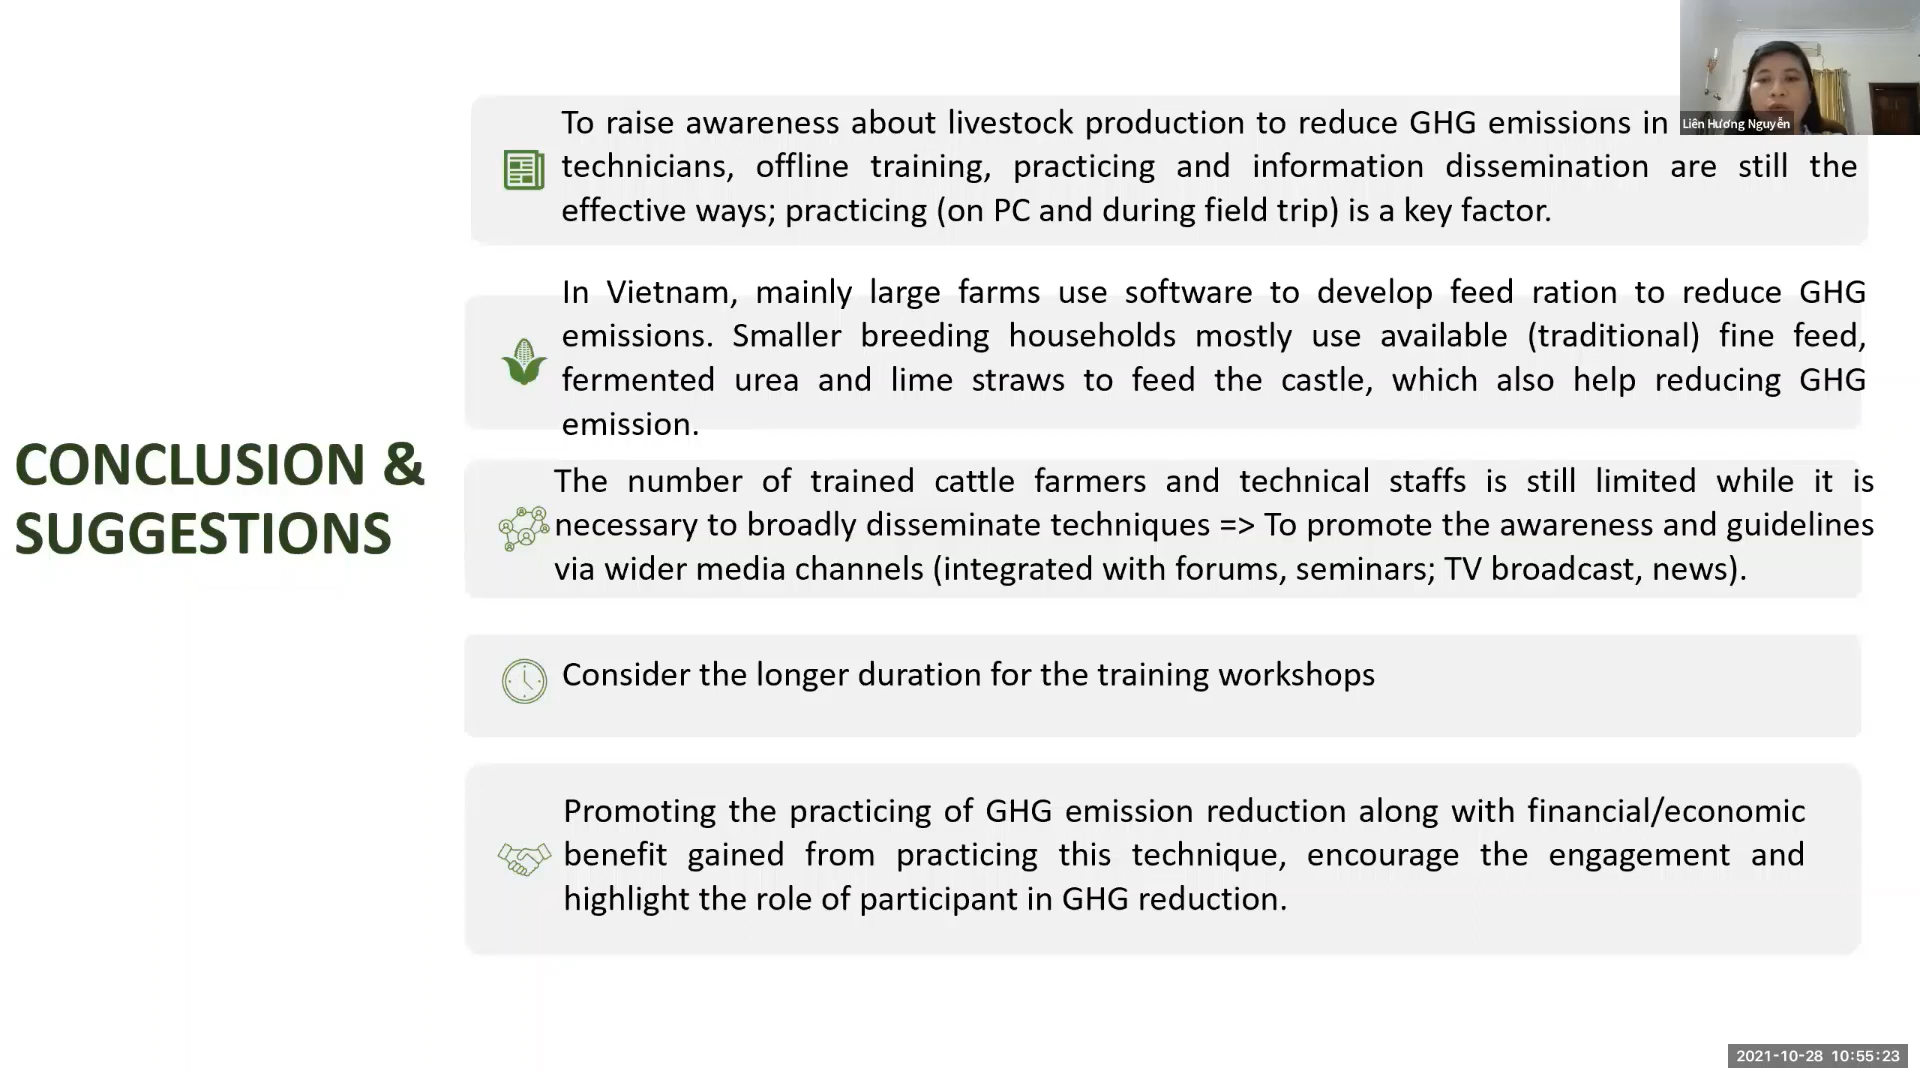 Liên Hương Nguyễn
CONCLUSION &
SUGGESTIONS
To raise awareness about livestock production to reduce GHG emissions in
technicians, offline training, practicing and information dissemination are still the
effective ways; practicing (on PC and during field trip) is a key factor.
In Vietnam, mainly large farms use software to develop feed ration to reduce GHG
emissions. Smaller breeding households mostly use available (traditional) fine feed,
fermented urea and lime straws to feed the castle, which also help reducing GHG
emission.
The number of trained cattle farmers and technical staffs is still limited while it is
necessary to broadly disseminate techniques => To promote the awareness and guidelines
via wider media channels (integrated with forums, seminars; TV broadcast, news).
Consider the longer duration for the training workshops
Promoting the practicing of GHG emission reduction along with financial/economic
benefit gained from practicing this technique, encourage the engagement and
highlight the role of participant in GHG reduction.
2021-10-28 10:55:23